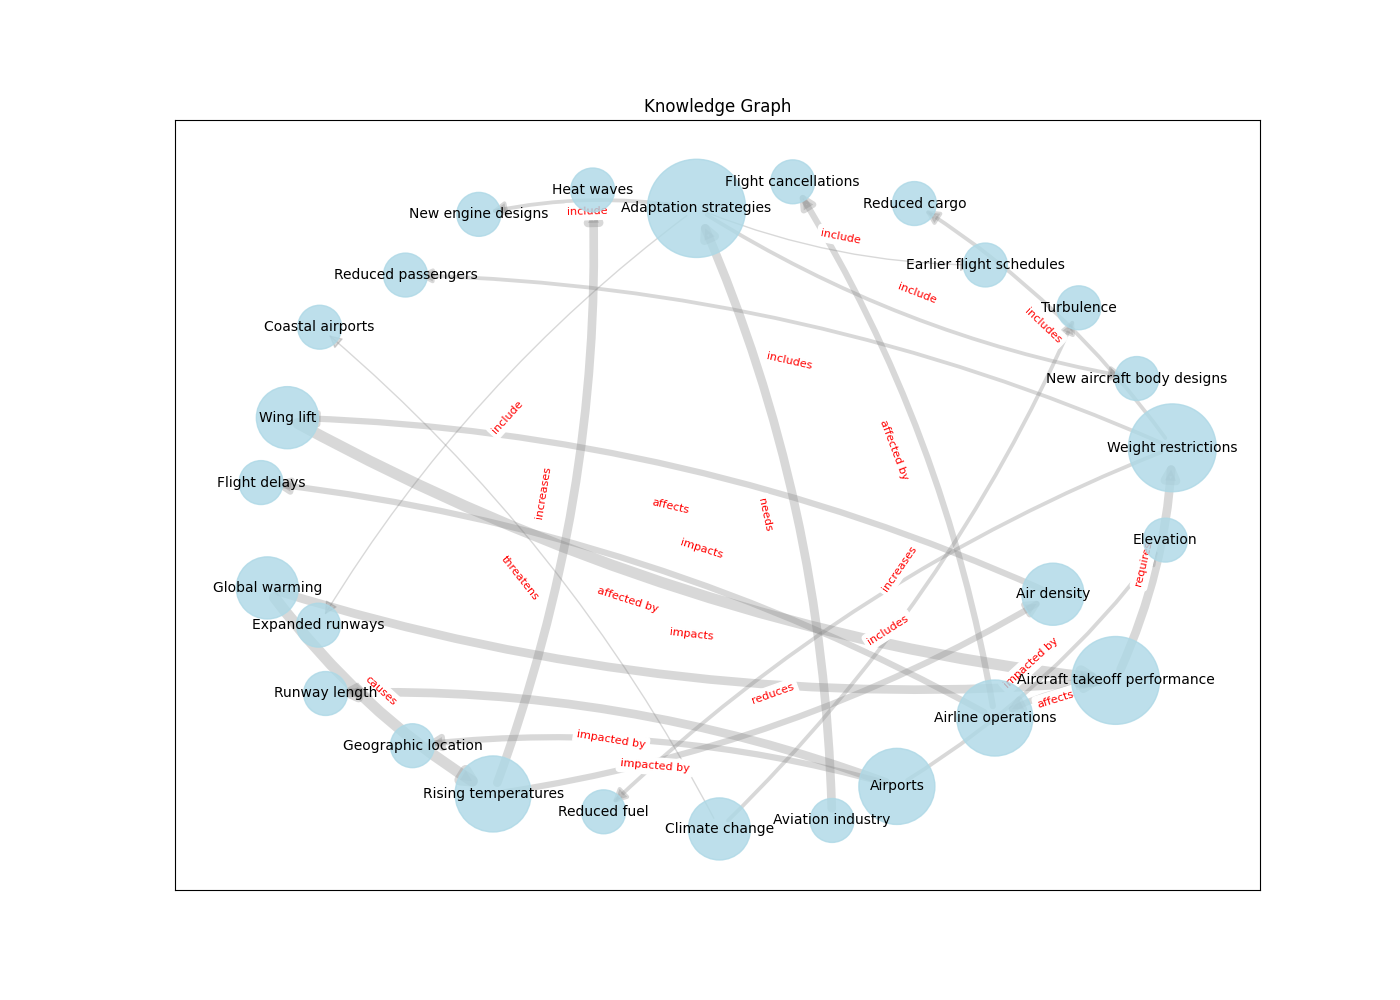 Knowledge Graph
Flight cancellations
Heat waves
Reduced cargo
Adaptation strategies
include
New engine designs
include
Earlier flight schedules
Reduced passengers
include
Turbulence
Coastal airports
includes
includes
New aircraft body designs
include
Wing lift
Weight restrictions
affected by
Flight delays
increases
affects
needs
Elevation
impacts
requires
increases
threatens
Global warming
Air density
affected by
Expanded runways
includes
impacts
impacted by
Aircraft takeoff performance
causes
Runway length
reduces
affects
Airline operations
impacted by
Geographic location
impacted by
Airports
Rising temperatures
Reduced fuel
Aviation industry
Climate change